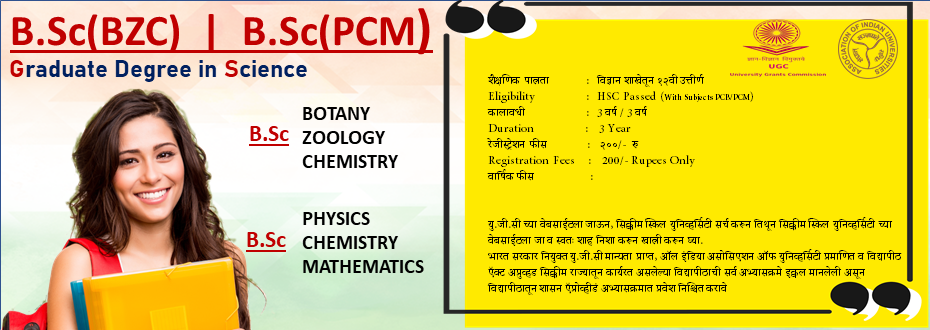 B.Sc(BZC) | B.Sc(PCM)
Graduate Degree in Science
B.Sc
BOTANY
ZOOLOGY
CHEMISTRY
B.Sc
PHYSICS
CHEMISTRY
MATHEMATICS
ज्ञान-विज्ञान विमुक्तये
UGC
University Grants Commission
ASSOCIATION OF INDIAN UNIVERSITIES
शैक्षणिक पात्रता : विज्ञान शाखेतून १२वी उत्तीर्ण
Eligibility : HSC Passed (With Subjects PCB/PCM)
कालावधी : 3 वर्ष / 3 वर्ष
Duration : 3 Year
रेजीस्ट्रेशन फीस : २००/- रु
Registration Fees : 200/- Rupees Only
वार्षिक फीस :
यु.जी.सी च्या वेबसाईटला जाऊन, सिक्कीम स्किल युनिव्हर्सिटी सर्च करून तिथुन सिक्कीम स्किल युनिव्हर्सिटी च्या
वेबसाईटला जा व स्वतः शाह निशा करून खात्री करून घ्या.
भारत सरकार नियुक्त यु.जी.सी मान्यता प्राप्त, ऑल इंडिया असोसिएशन ऑफ युनिव्हर्सिटी प्रमाणित व विद्यापीठ
ऍक्ट अप्रुव्हड सिक्कीम राज्यातून कार्यरत असलेल्या विद्यापीठाची सर्व अभ्यासक्रमे इक्वल मानलेली असून
विद्यापीठातून शासन ऍप्रोव्हीडं अभ्यासक्रमात प्रवेश निश्चित करावे